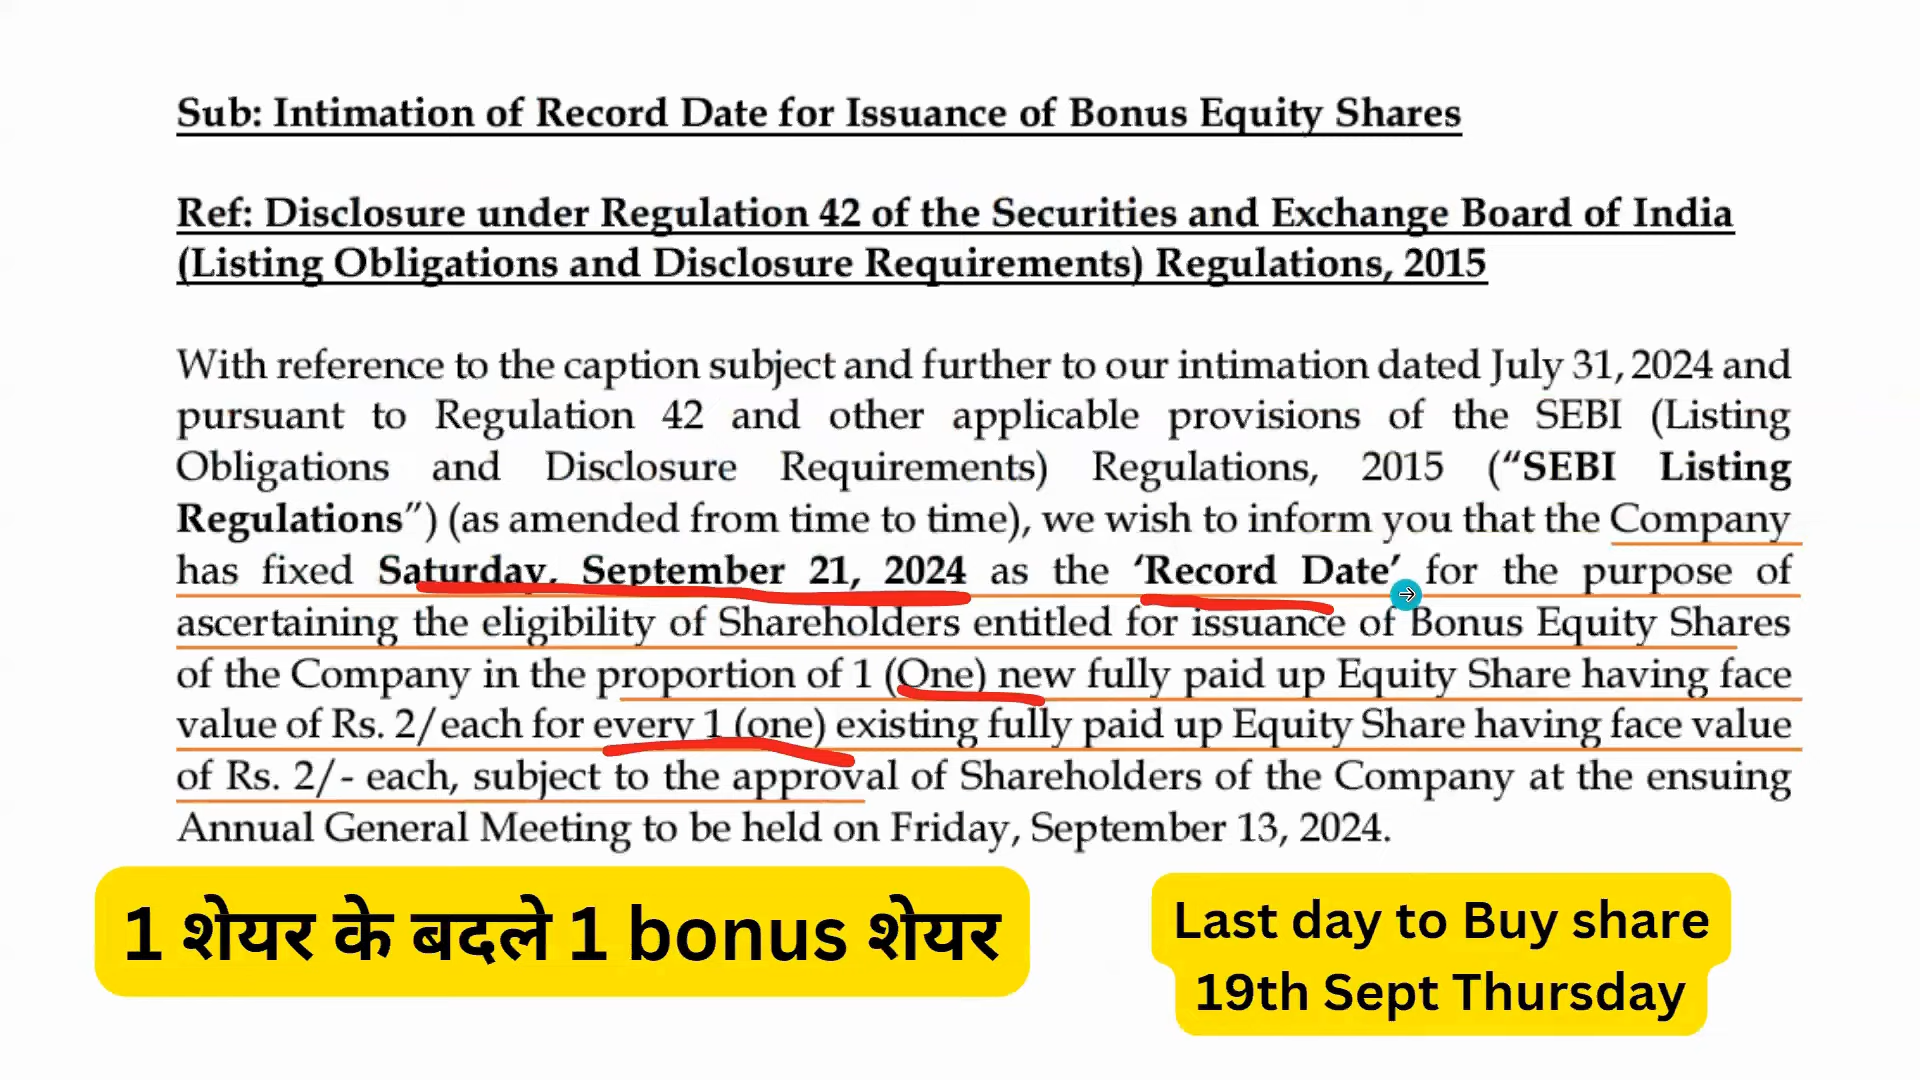 Sub: Intimation of Record Date for Issuance of Bonus Equity Shares
Ref: Disclosure under Regulation 42 of the Securities and Exchange Board of India
(Listing Obligations and Disclosure Requirements) Regulations, 2015
With reference to the caption subject and further to our intimation dated July 31, 2024 and
pursuant to Regulation 42 and other applicable provisions of the SEBI (Listing
Obligations and Disclosure Requirements) Regulations, 2015 (“SEBI Listing
Regulations”) (as amended from time to time), we wish to inform you that the Company
has fixed Saturday, September 21, 2024 as the ‘Record Date’ for the purpose of
ascertaining the eligibility of Shareholders entitled for issuance of Bonus Equity Shares
of the Company in the proportion of 1 (One) new fully paid up Equity Share having face
value of Rs. 2/each for every 1 (one) existing fully paid up Equity Share having face value
of Rs. 2/- each, subject to the approval of Shareholders of the Company at the ensuing
Annual General Meeting to be held on Friday, September 13, 2024.
1 शेयर के बदले 1 bonus शेयर
Last day to Buy share
19th Sept Thursday